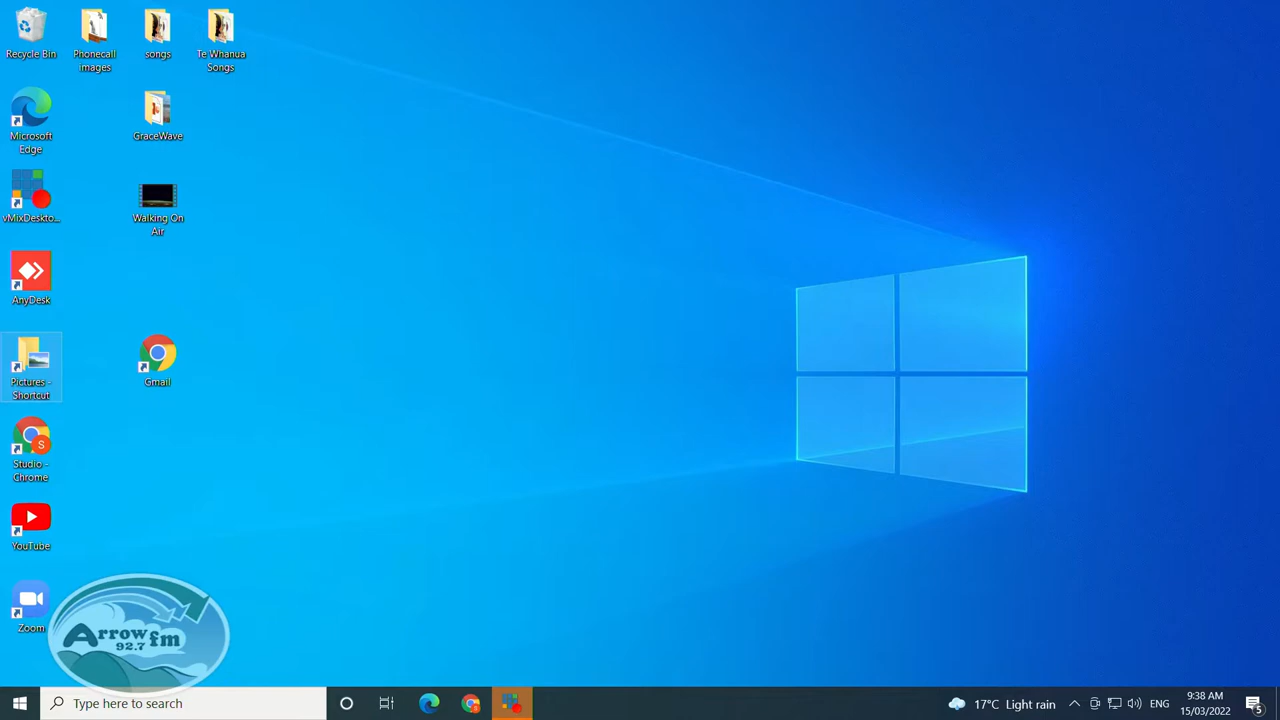 Recycle Bin
Phonecall
images
songs
Te Whanua
Songs
Microsoft
Edge
GraceWave
vMixDeskto...
Walking On
Air
AnyDesk
Pictures -
Shortcut
Gmail
S
Studio -
Chrome
YouTube
Zoom
Arrow fm
92.7
Type here to search
17°C Light rain
ENG
9:38 AM
15/03/2022
5